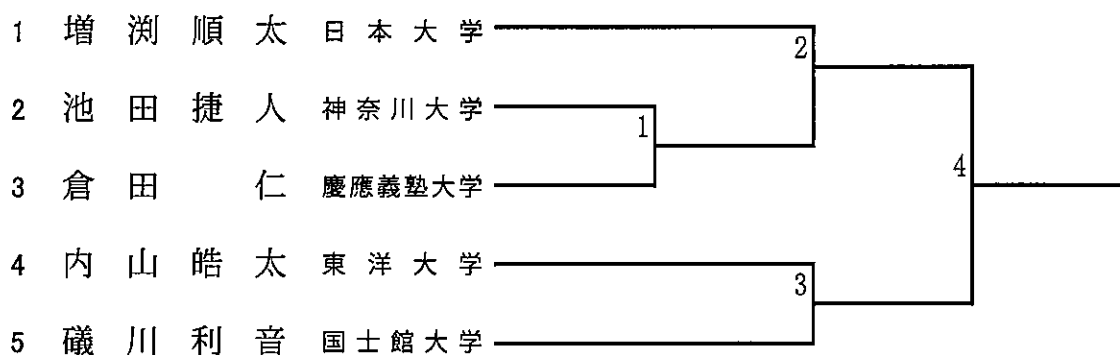 1 増渕順太 日本大学
2
2 池田捷人 神奈川大学
1
3 倉田 仁 慶應義塾大学
4
4 内山皓太 東洋大学
3
5 礒川利音 国士館大学